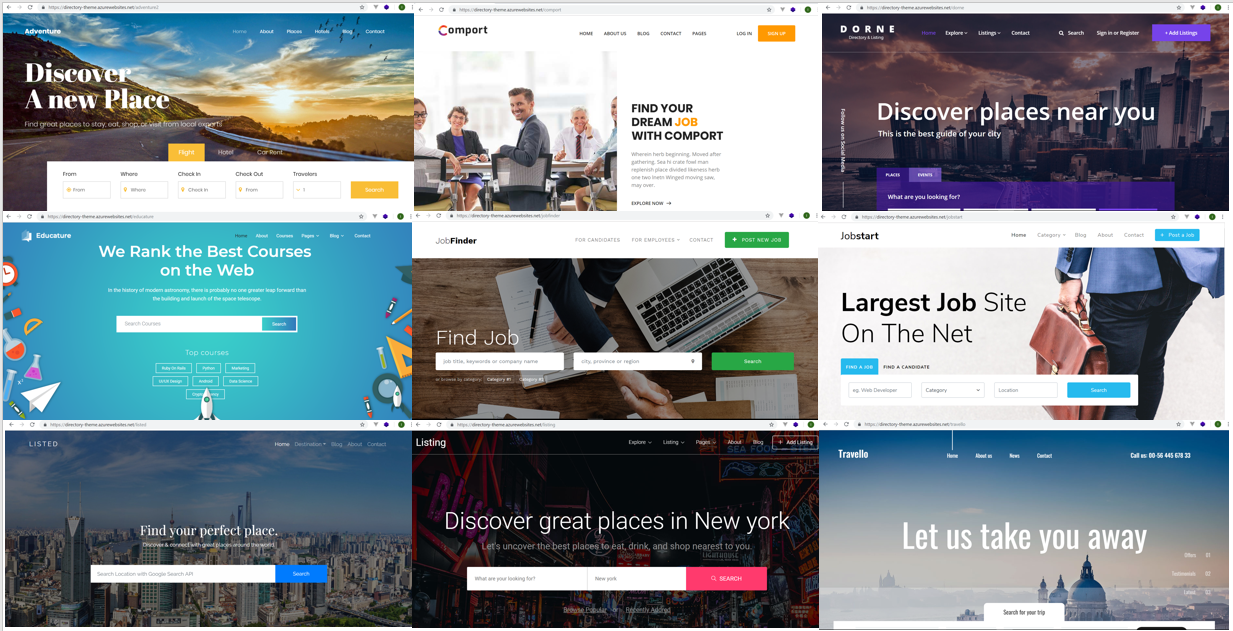 https://directory-theme.azurewebsites.net/adventure2
Adventure
Home About Places Hotels Blog Contact
Discover
A new Place
Find great places to stay, eat, shop, or visit from local experts
Flight Hotel Car Rent
From Where Check In Check Out Travelers
From Where Check In From 1 Search
https://directory-theme.azurewebsites.net/comport
Comport
HOME ABOUT US BLOG CONTACT PAGES LOG IN SIGN UP
FIND YOUR
DREAM JOB
WITH COMPORT
Wherein herb beginning, Moved after
gathering. Sea hi crate fowl man
replenish place divided likeness herb
one two Inetn Winged moving saw,
may over.
EXPLORE NOW
https://directory-theme.azurewebsites.net/dorne
DORNE
Directory & Listing
Home Explore Listings Contact Search Sign in or Register + Add Listings
Follow us on Social Media
Discover places near you
This is the best guide of your city
PLACES EVENTS
What are you looking for?
https://directory-theme.azurewebsites.net/educature
Educature
Home About Courses Pages Blog Contact
We Rank the Best Courses
on the Web
In the history of modern astronomy, there is probably no one greater leap forward than
the building and launch of the space telescope.
Search Courses Search
Top courses
Ruby On Rails Python Marketing
UI/UX Design Android Data Science
https://directory-theme.azurewebsites.net/jobfinder
JobFinder
FOR CANDIDATES FOR EMPLOYEES CONTACT + POST NEW JOB
Find Job
job title, keywords or company name city, province or region Search
or browse by category: Category #1 Category #2
https://directory-theme.azurewebsites.net/jobstart
Jobstart
Home Category Blog About Contact + Post a Job
Largest Job Site
On The Net
FIND A JOB FIND A CANDIDATE
eg. Web Developer Category Location Search
https://directory-theme.azurewebsites.net/listed
LISTED
Home Destination Blog About Contact
Find your perfect place.
Discover & connect with great places around the world.
Search Location with Google Search API Search
https://directory-theme.azurewebsites.net/listing
Listing
Explore Listing Pages About Blog + Add Listing
SEA FOOD
LIGHTHOUSE
Discover great places in New york
Let's uncover the best places to eat, drink, and shop nearest to you.
What are your looking for? New york SEARCH
Browse Popular or Recently Added
https://directory-theme.azurewebsites.net/travello
Travello
Home About us News Contact Call us: 00-56 445 678 33
Let us take you away
Offers 01
Testimonials 02
Latest
Search for your trip